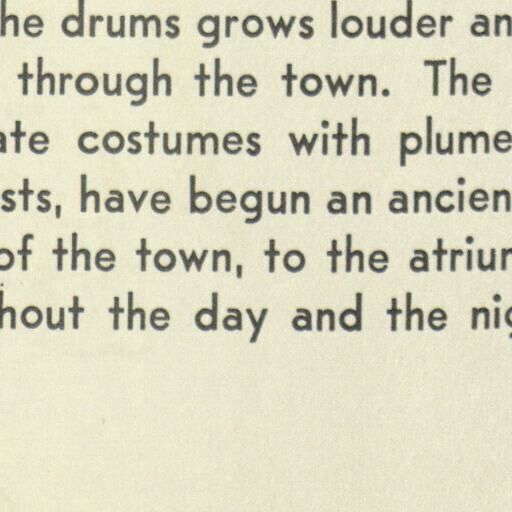 he drums grows louder an
through the town. The
ate costumes with plume
sts, have begun an ancien
of the town, to the atriu
hout the day and the nig